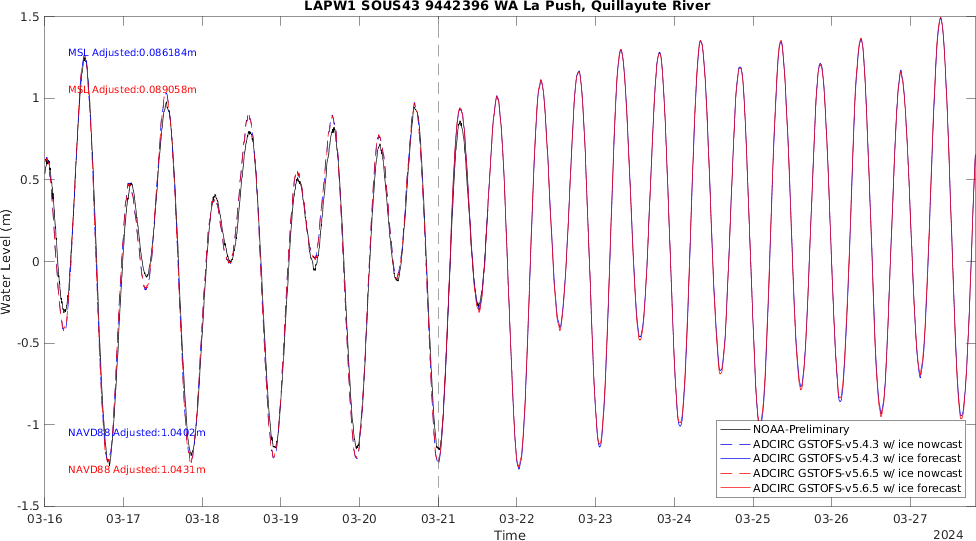 LAPW1 SOUS43 9442396 WA La Push, Quillayute River
1.5
1
0.5
0
-0.5
-1
-1.5
Water Level (m)
MSL Adjusted:0.086184m
MSL Adjusted:0.089058m
NAVD88 Adjusted:1.0402m
NAVD88 Adjusted:1.0431m
NOAA-Preliminary
ADCIRC GSTOFS-v5.4.3 w/ ice nowcast
ADCIRC GSTOFS-v5.4.3 w/ ice forecast
ADCIRC GSTOFS-v5.6.5 w/ ice nowcast
ADCIRC GSTOFS-v5.6.5 w/ ice forecast
03-16 03-17 03-18 03-19 03-20 03-21 03-22 03-23 03-24 03-25 03-26 03-27
Time
2024